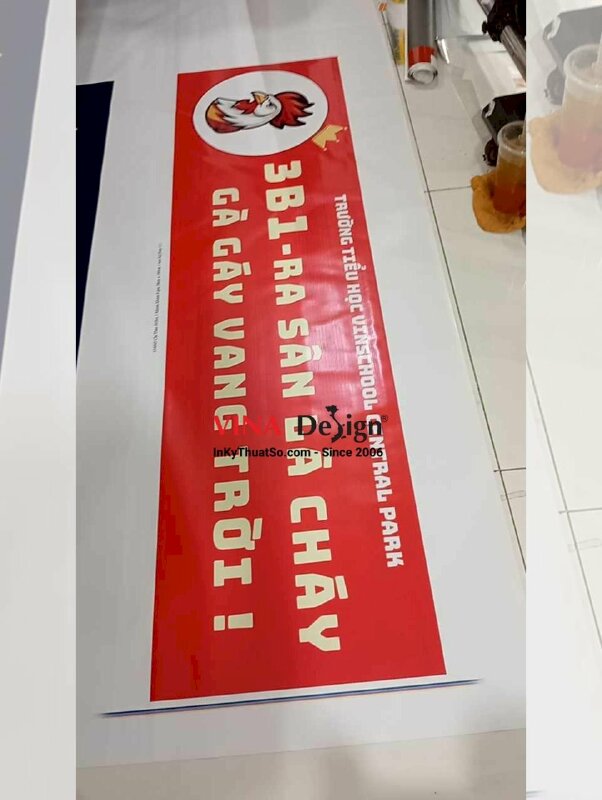 TRƯỜNG TIỂU HỌC VINSCHOOL CENTRAL PARK
3B1 - RA SÂN LÀ CHÁY
GÀ GÁY VANG TRỜI !
VINA Design®
InKyThuatSo.com - Since 2006